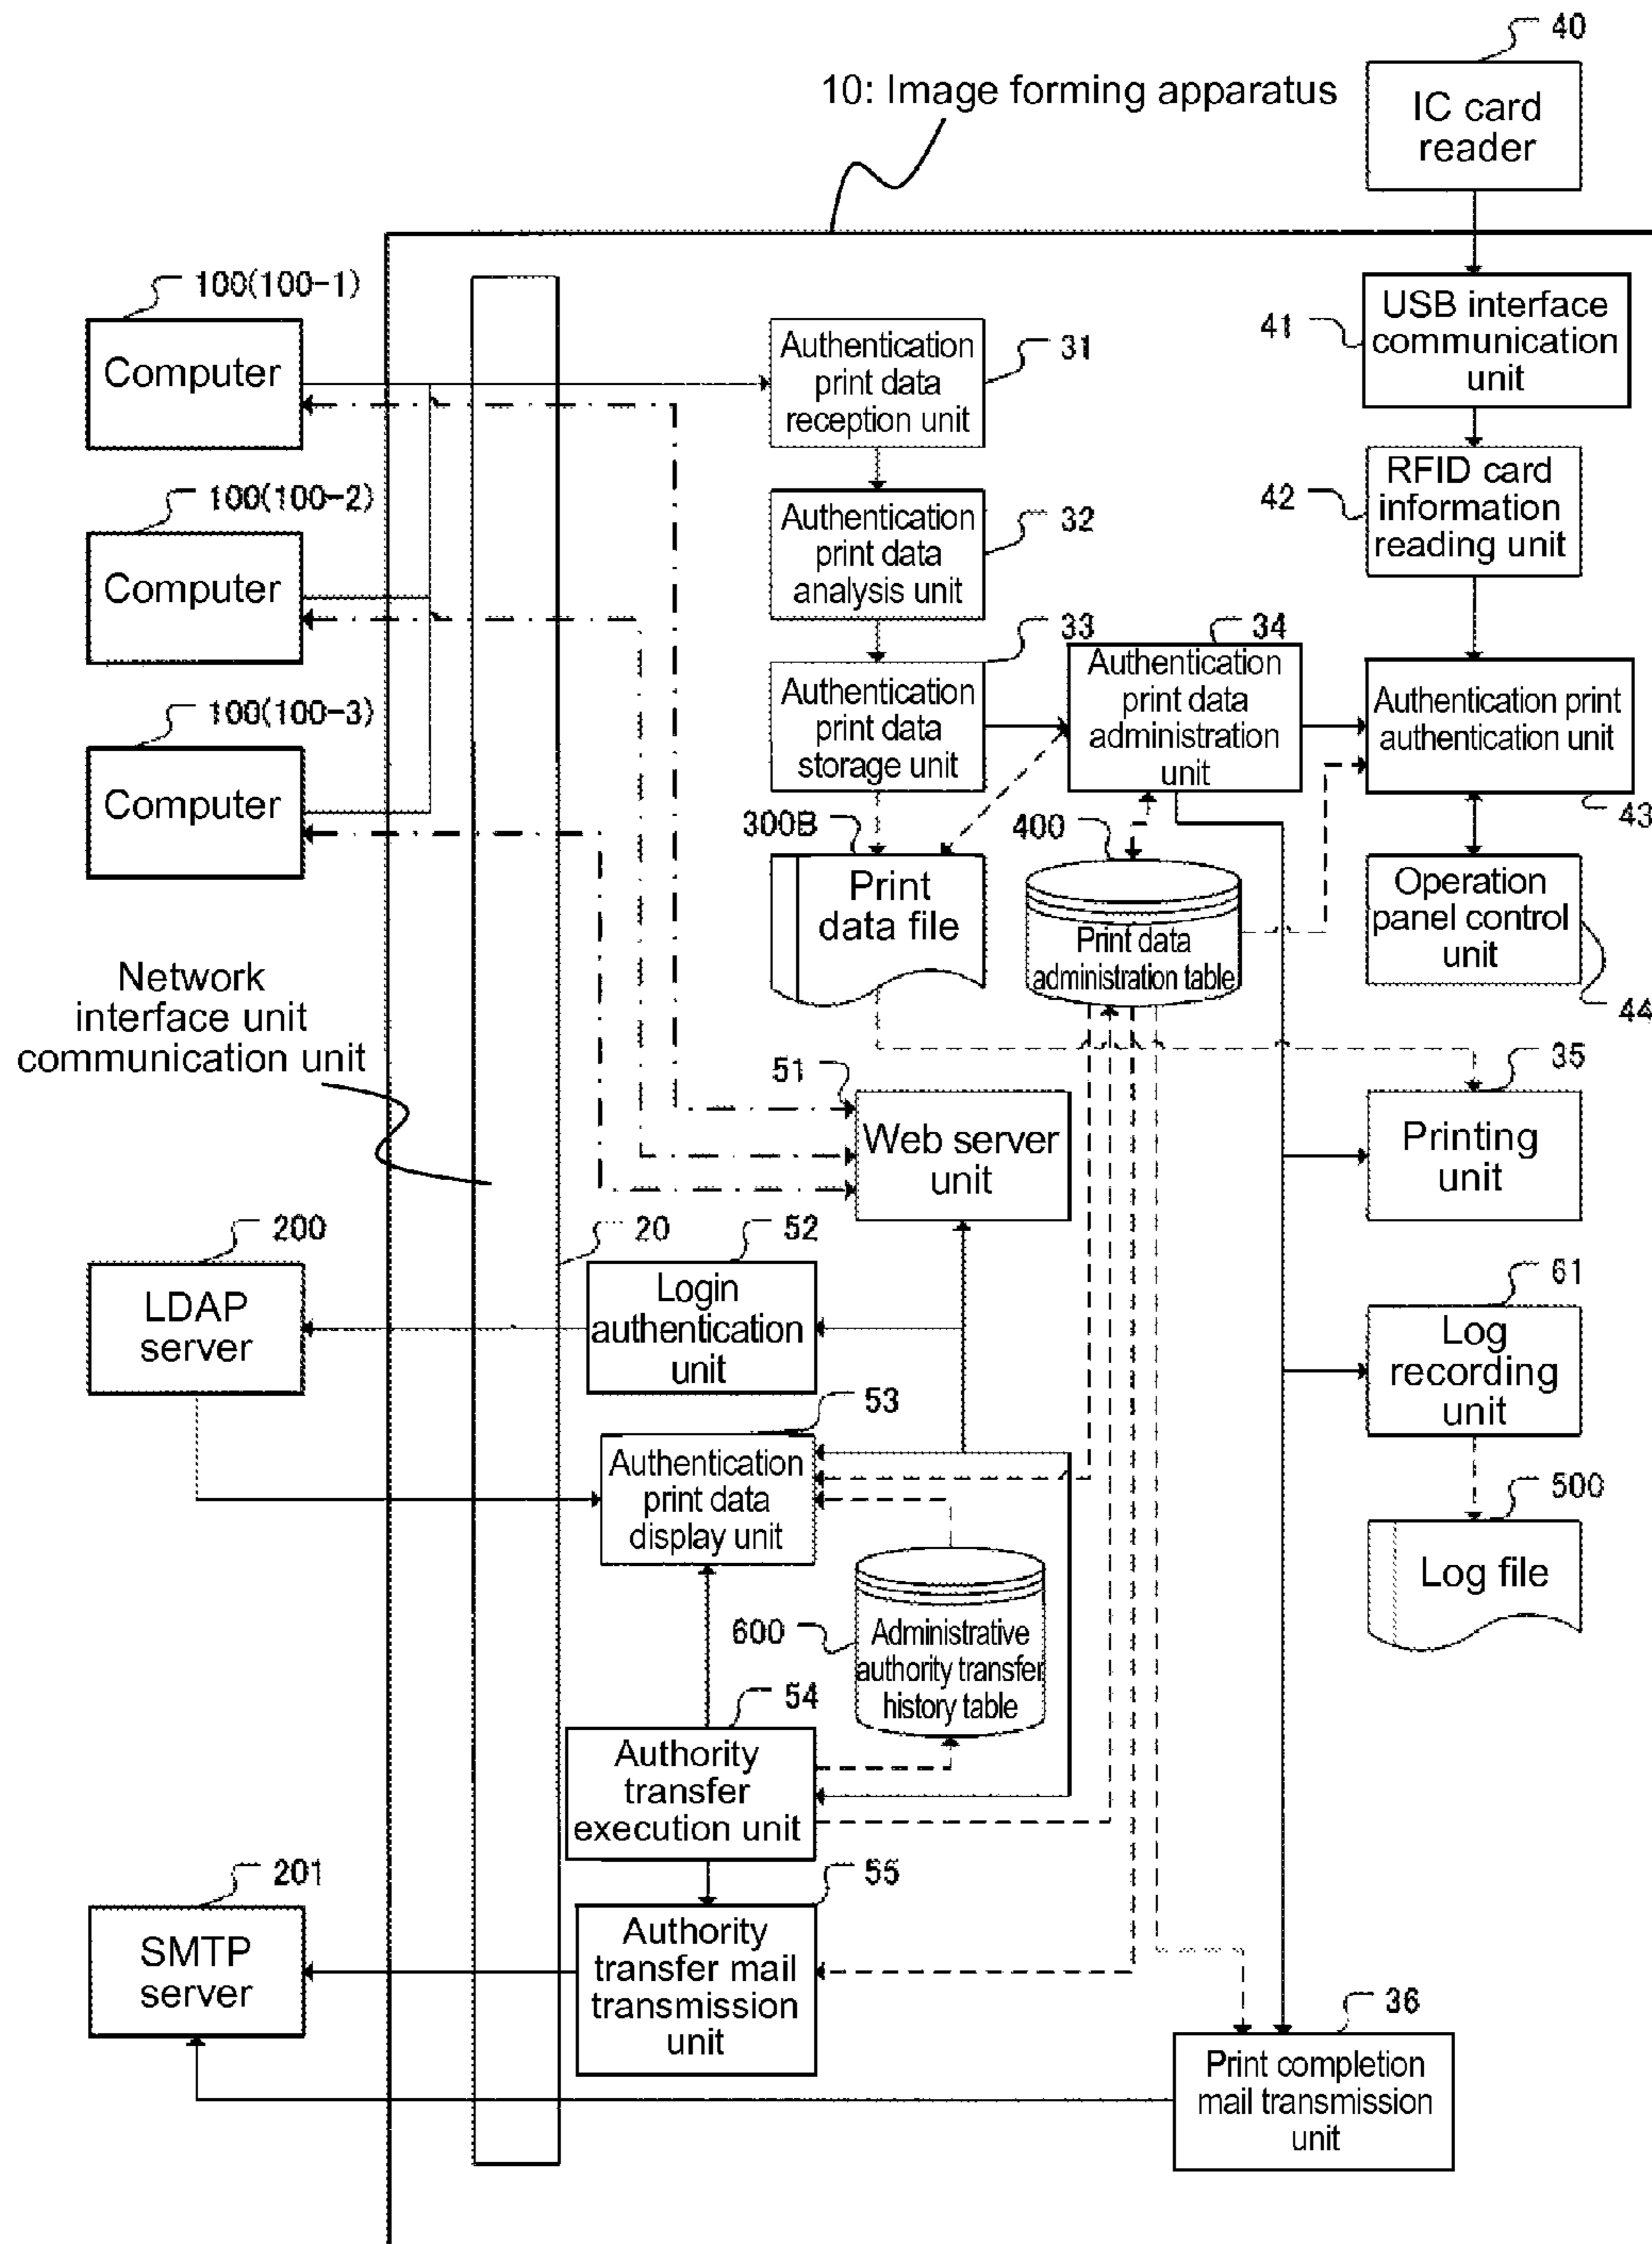 40
10: Image forming apparatus
IC card
reader
100(100-1)
Computer
Authentication
print data
reception unit
31
41
USB interface
communication
unit
100(100-2)
Computer
Authentication
print data
analysis unit
32
42
RFID card
information
reading unit
100(100-3)
Computer
33
Authentication
print data
storage unit
34
Authentication
print data
administration
unit
Authentication print
authentication unit
43
300B
Print
data file
400
Print data
administration table
Operation
panel control
unit
44
Network
interface unit
communication unit
51
Web server
unit
35
Printing
unit
200
LDAP
server
20
52
Login
authentication
unit
61
Log
recording
unit
53
Authentication
print data
display unit
500
Log file
600
Administrative
authority transfer
history table
54
Authority
transfer
execution unit
201
SMTP
server
55
Authority
transfer mail
transmission
unit
36
Print completion
mail transmission
unit